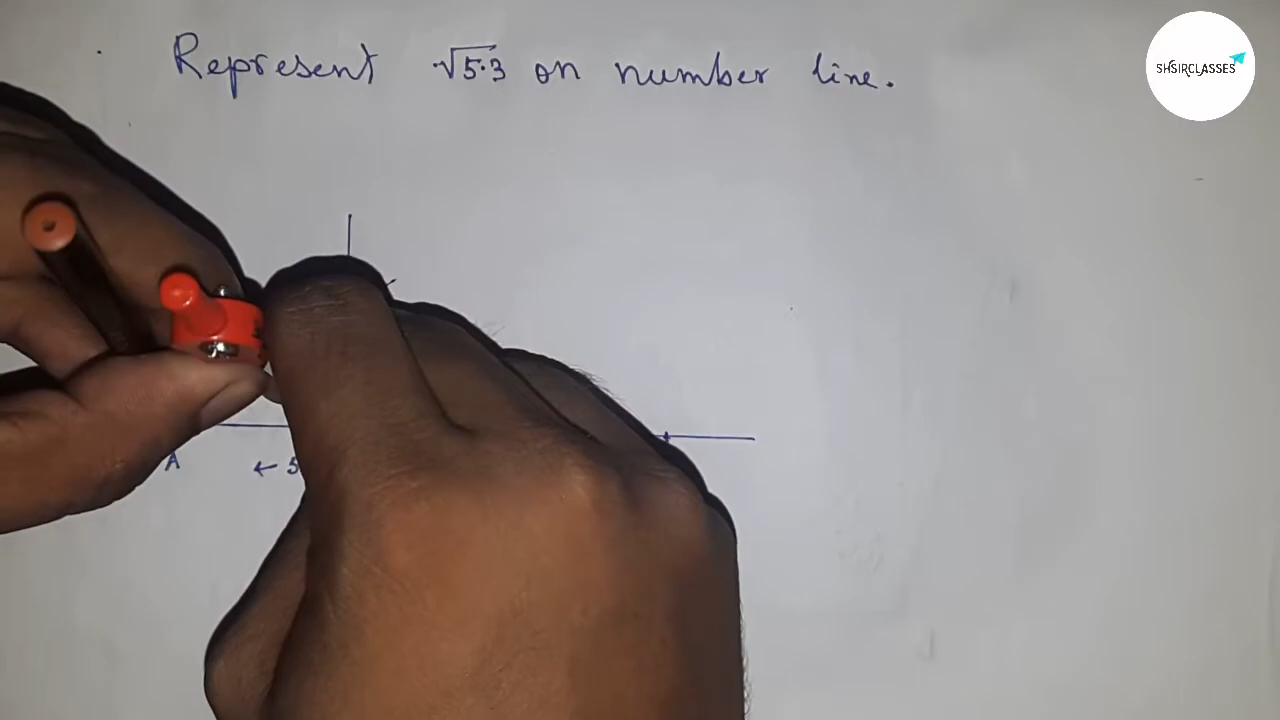 Represent √5.3 on number line.
SHSIRCLASSES
A ← 5